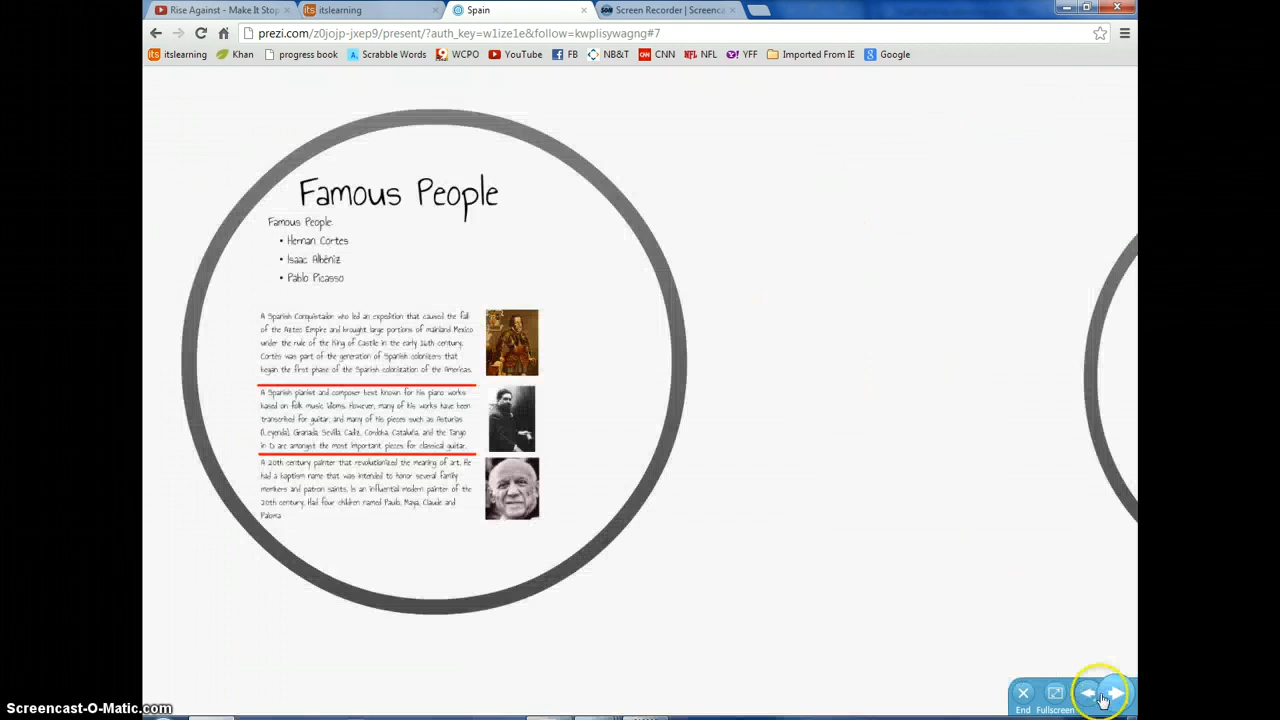 Rise Against - Make It Stop
itslearning
Spain
Screen Recorder | Screenca
prezi.com/z0jojp-jxep9/present/?auth_key=w1ize1e&follow=kwplisywagng#7
itslearning
Khan
progress book
Scrabble Words
WCPO
YouTube
FB
NB&T
CNN
NFL
YFF
Imported From IE
Google
Famous People
Famous People:
• Hernan Cortes
• Isaac Albéniz
• Pablo Picasso
A Spanish Conquistador who led an expedition that caused the fall
of the Aztec Empire and brought large portions of mainland Mexico
under the rule of the King of Castile in the early 16th century.
Cortés was part of the generation of Spanish colonizers that
began the first phase of the Spanish colonization of the Americas.
A Spanish pianist and composer best known for his piano works
based on folk music idioms. However, many of his works have been
transcribed for guitar, and many of his pieces such as Asturias
(Leyenda), Granada, Sevilla, Cadiz, Cordoba, Cataluña, and the Tango
in D are amongst the most important pieces for classical guitar.
A 20th century painter that revolutionized the meaning of art. He
had a baptism name that was intended to honor several family
members and patron saints. Is an influential modern painter of the
20th century. Had four children named Paulo, Maya, Claude and
Paloma
End
Fullscreen
Screencast-O-Matic.com